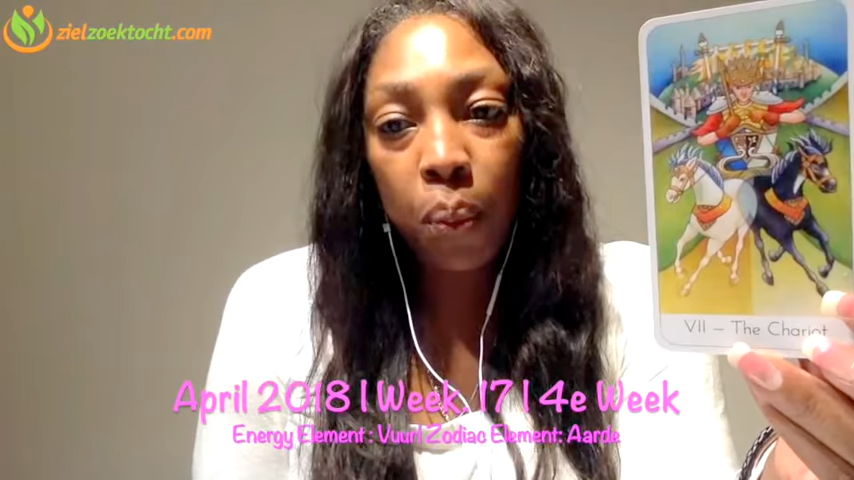 zielzoektocht.com
VII – The Chariot
April 2018 | Week 17 | 4e Week
Energy Element : Vuur | Zodiac Element: Aarde